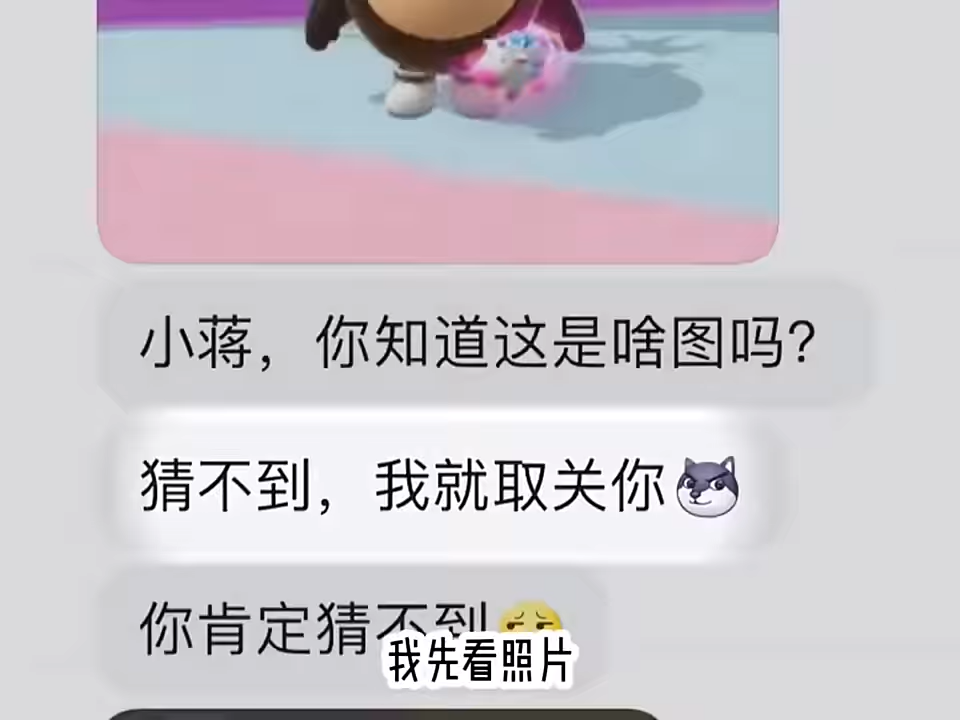 小蒋，你知道这是啥图吗？
猜不到，我就取关你
你肯定猜不到
我先看照片